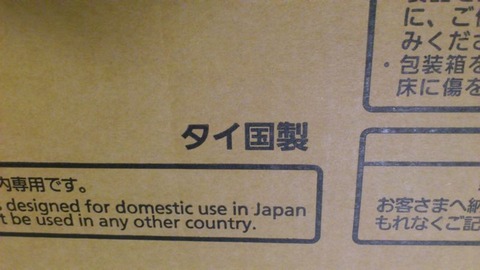 に、ご
みくださ
・包装箱を
床に傷を
タイ国製
内専用です。
designed for domestic use in Japan
be used in any other country.
お客さまへ納
もれなくご記